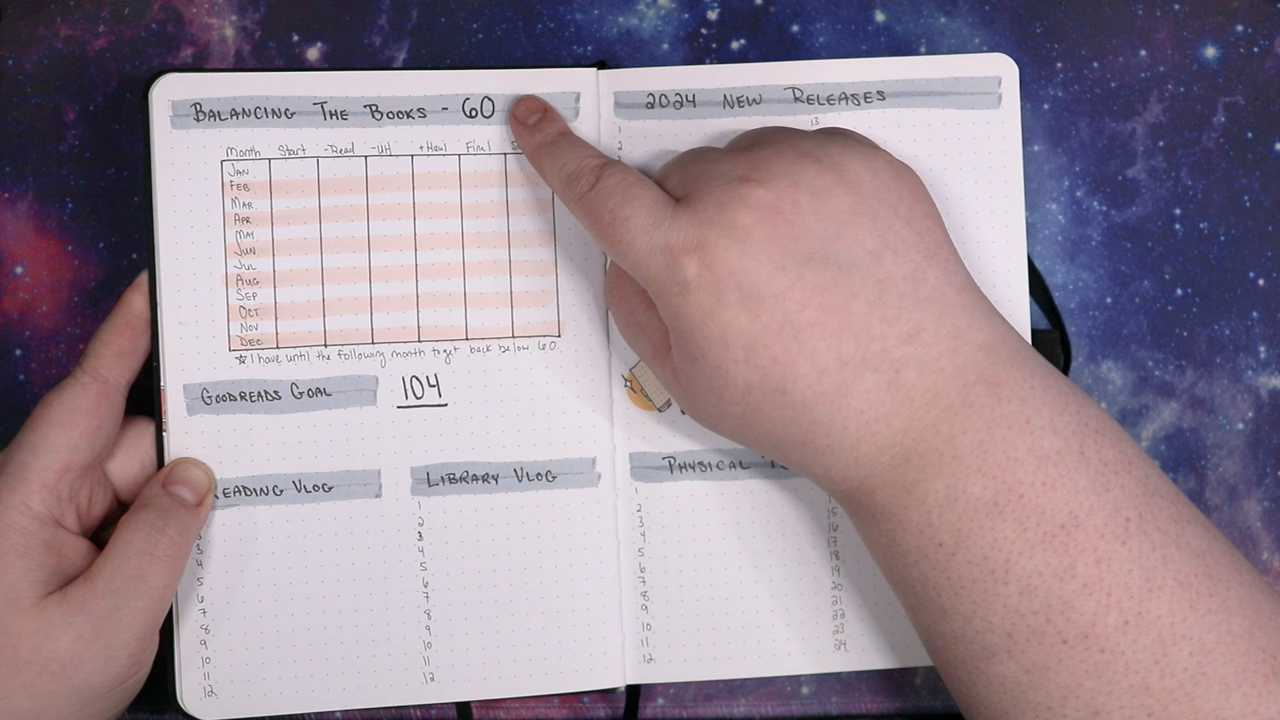 BALANCING THE BOOKS - 60
Month Start -Read -UH +Haul Final
JAN
FEB
MAR.
APR.
MAY
JUN
JUL
AUG
SEP
OCT
NOV
DEC
☆ I have until the following month to get back below 60.
GOODREADS GOAL 104
READING VLOG
3
4
5
6
7
8
9
10
11
12
LIBRARY VLOG
1
2
3
4
5
6
7
8
9
10
11
12
2024 NEW RELEASES
1
2
13
PHYSICAL
1
2
3
4
5
6
7
8
9
10
11
12
15
16
17
18
19
20
21
22
23
24